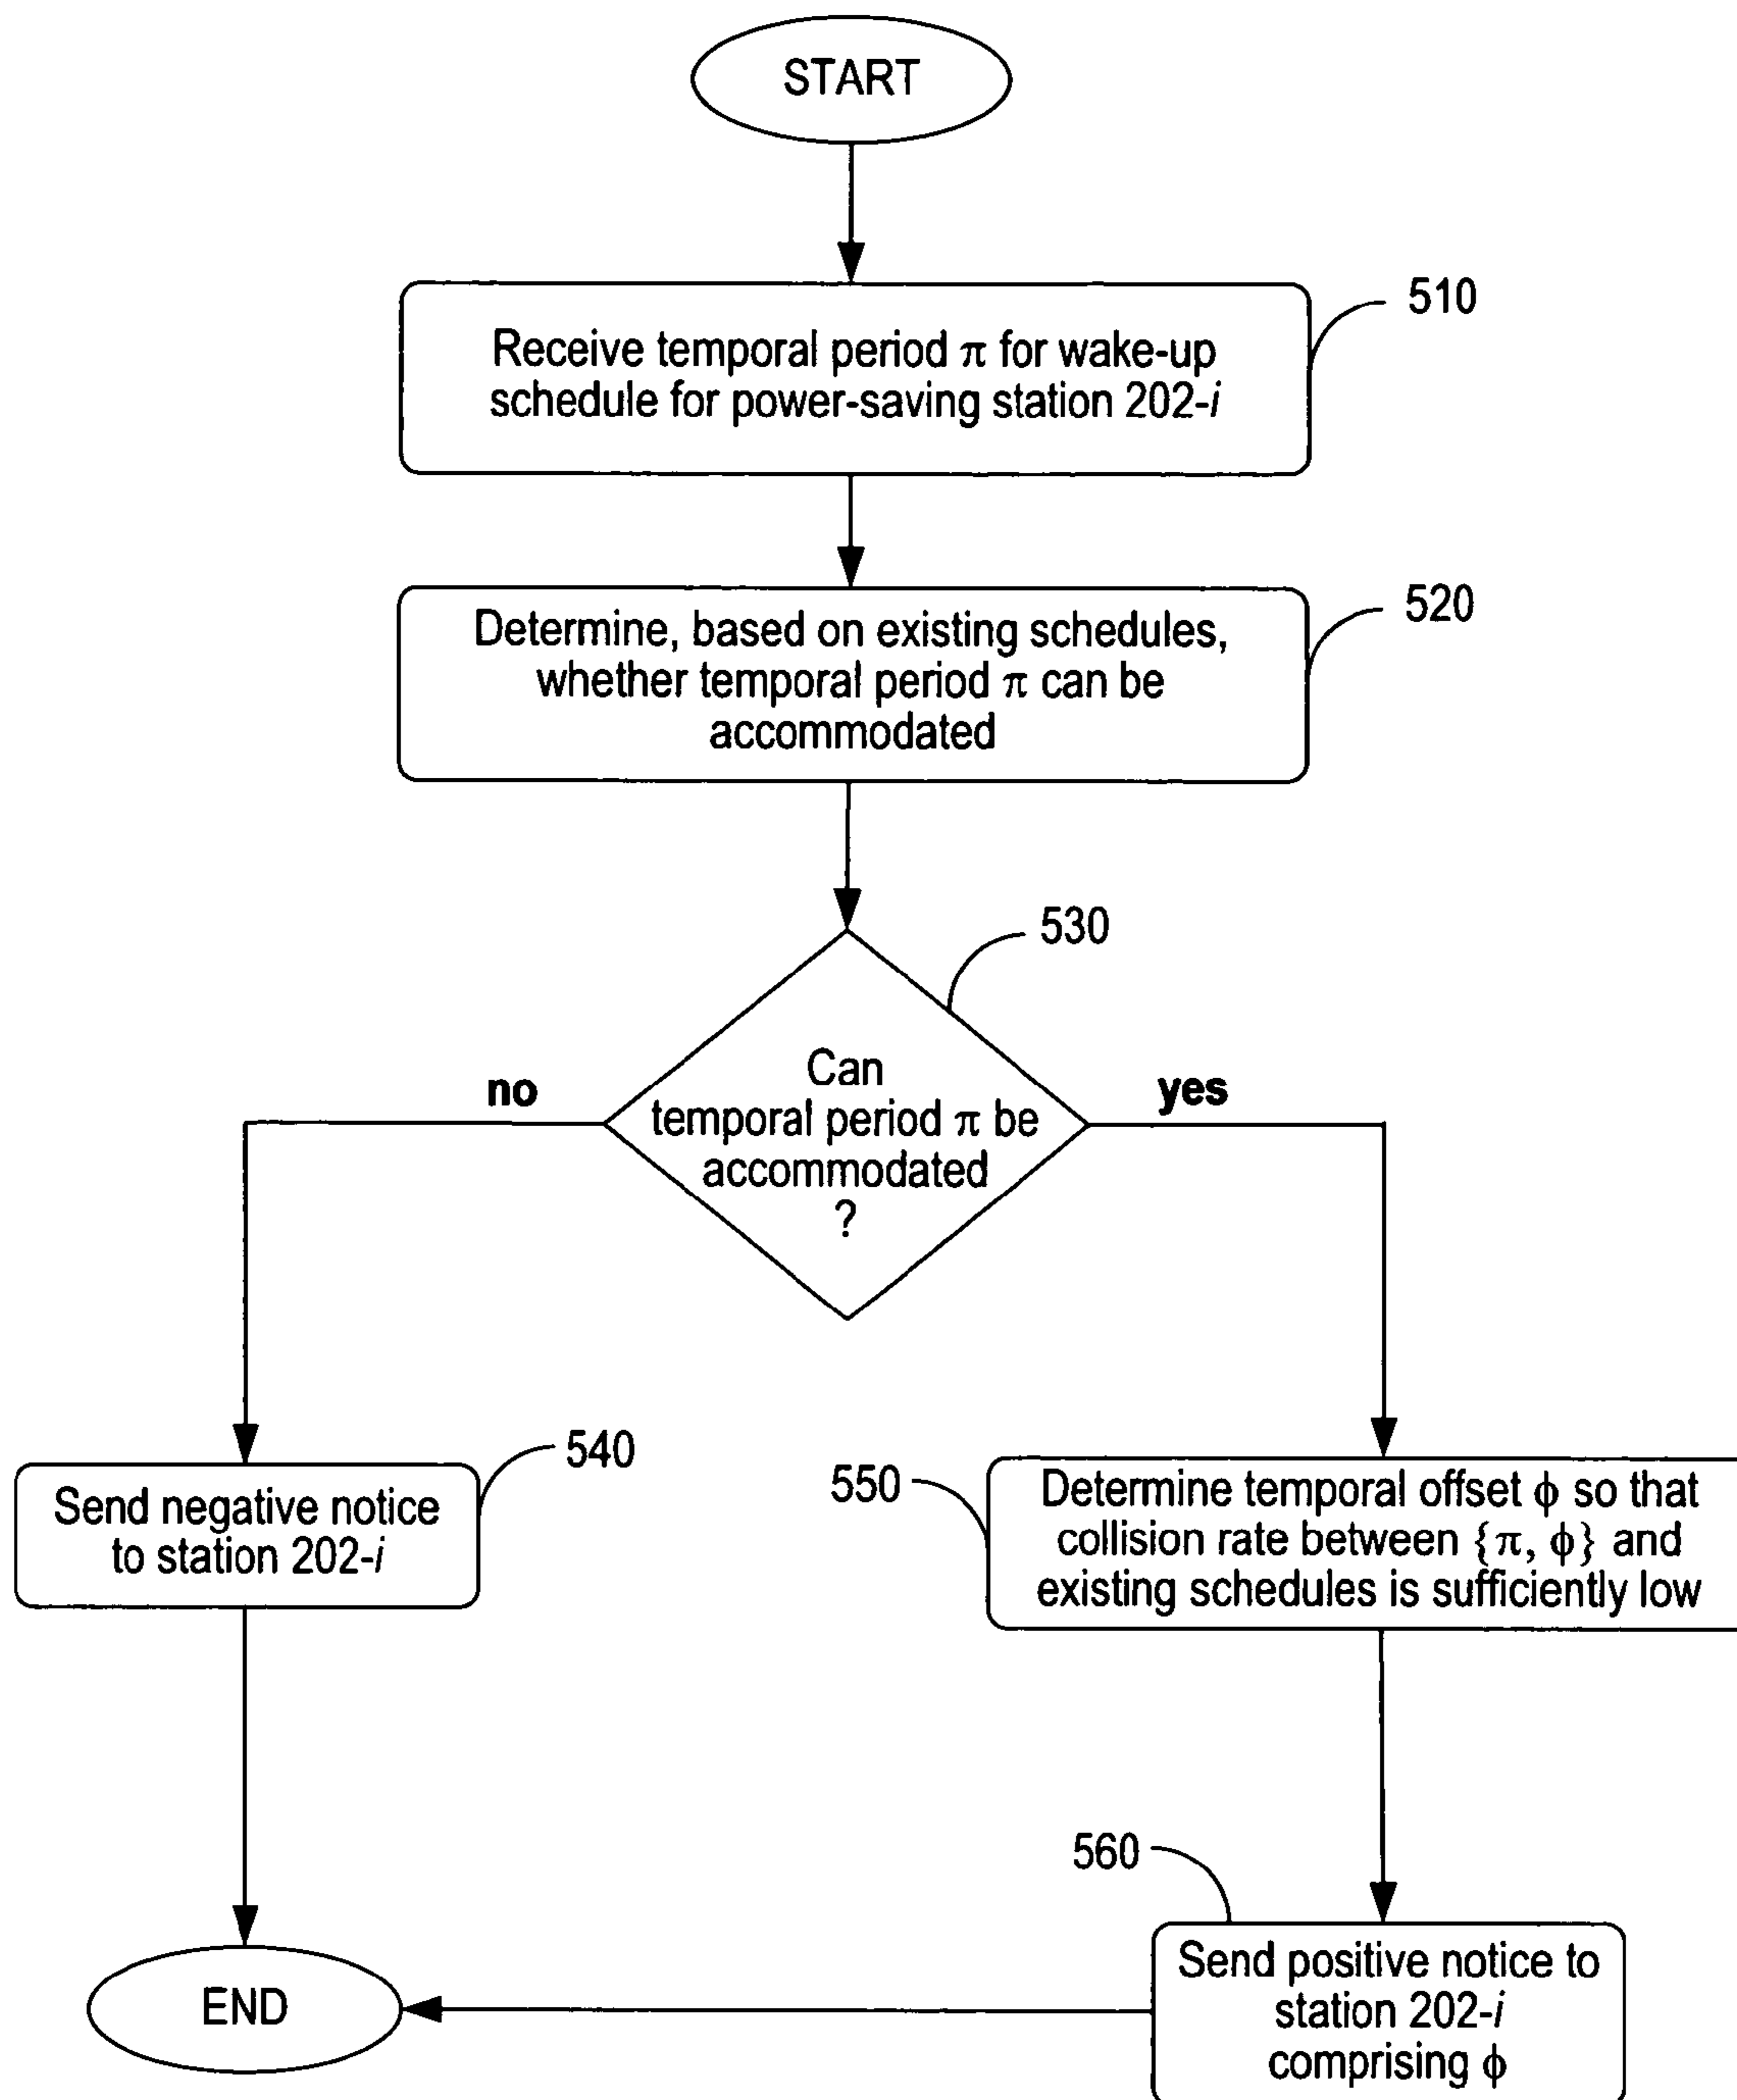 START
510
Receive temporal period π for wake-up
schedule for power-saving station 202-i
520
Determine, based on existing schedules,
whether temporal period π can be
accommodated
530
Can
temporal period π be
accommodated
?
no
yes
540
Send negative notice
to station 202-i
550
Determine temporal offset ϕ so that
collision rate between {π, ϕ} and
existing schedules is sufficiently low
560
Send positive notice to
station 202-i
comprising ϕ
END